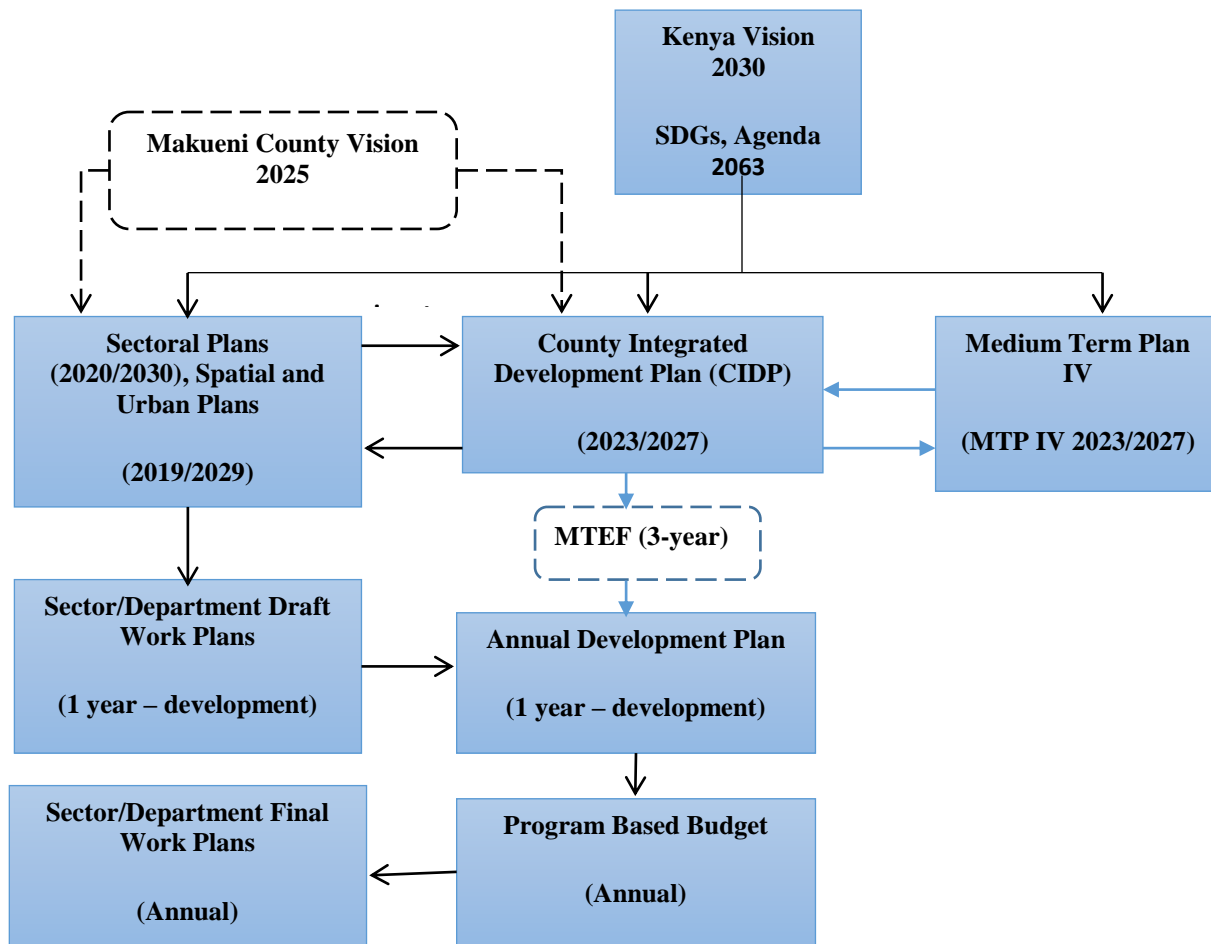 Kenya Vision
2030
SDGs, Agenda
2063
Makueni County Vision
2025
Sectoral Plans
(2020/2030), Spatial and
Urban Plans
(2019/2029)
County Integrated
Development Plan (CIDP)
(2023/2027)
Medium Term Plan
IV
(MTP IV 2023/2027)
MTEF (3-year)
Sector/Department Draft
Work Plans
(1 year – development)
Annual Development Plan
(1 year – development)
Sector/Department Final
Work Plans
(Annual)
Program Based Budget
(Annual)